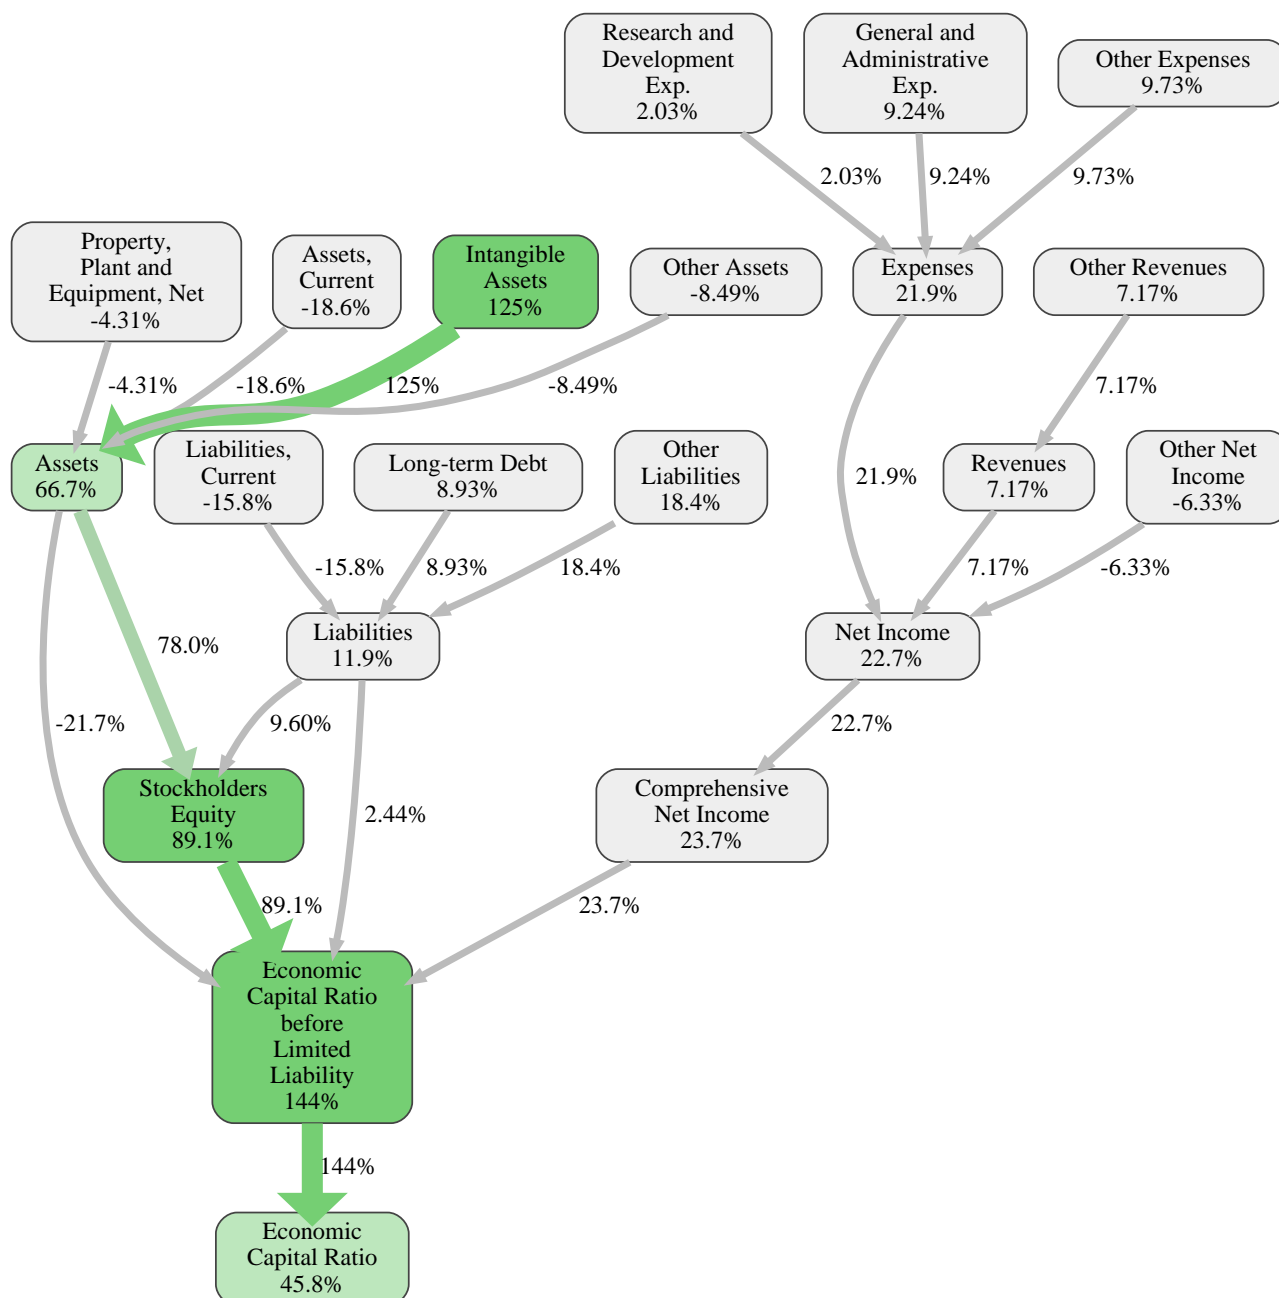 Research and
Development
Exp.
2.03%
General and
Administrative
Exp.
9.24%
Other Expenses
9.73%
2.03%
9.24%
9.73%
Property,
Plant and
Equipment, Net
-4.31%
Assets,
Current
-18.6%
Intangible
Assets
125%
Other Assets
-8.49%
Expenses
21.9%
Other Revenues
7.17%
-4.31%
-18.6%
125%
-8.49%
7.17%
Assets
66.7%
Liabilities,
Current
-15.8%
Long-term Debt
8.93%
Other
Liabilities
18.4%
21.9%
Revenues
7.17%
Other Net
Income
-6.33%
-15.8%
8.93%
18.4%
7.17%
-6.33%
78.0%
Liabilities
11.9%
Net Income
22.7%
-21.7%
9.60%
22.7%
Stockholders
Equity
89.1%
2.44%
Comprehensive
Net Income
23.7%
89.1%
23.7%
Economic
Capital Ratio
before
Limited
Liability
144%
144%
Economic
Capital Ratio
45.8%